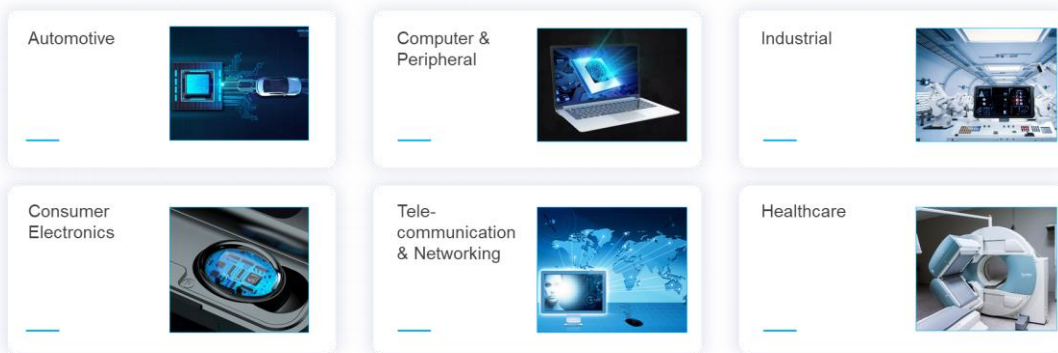 Automotive
Computer &
Peripheral
Industrial
Consumer
Electronics
Tele-
communication
& Networking
Healthcare